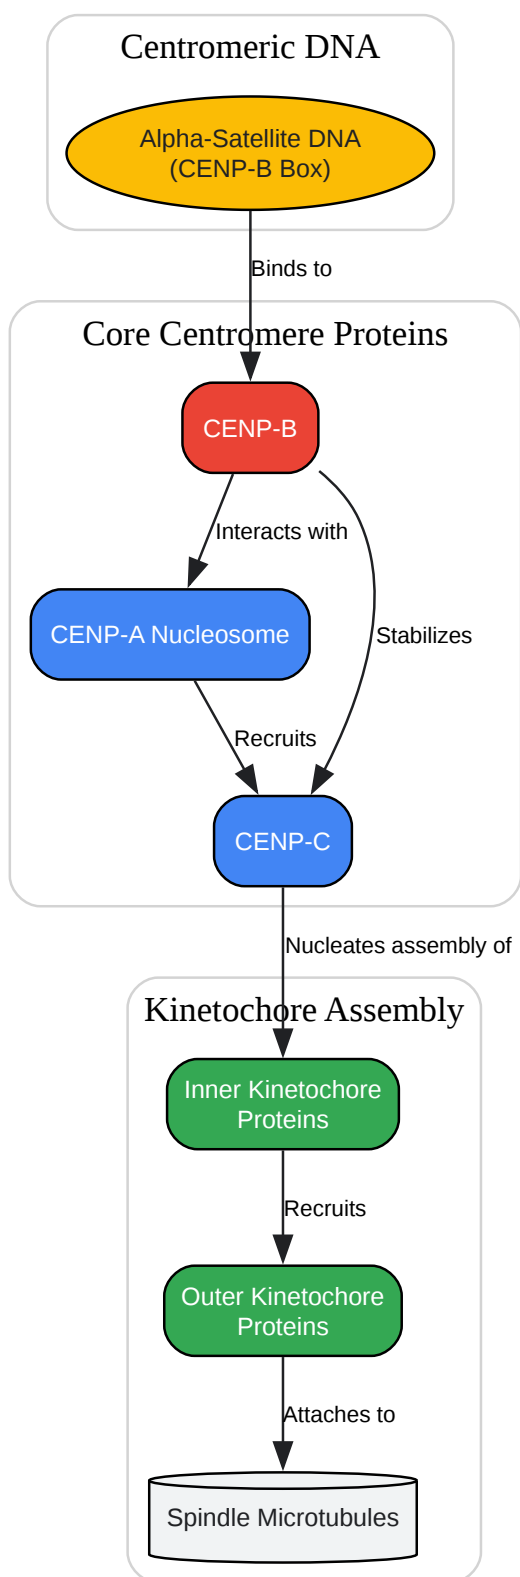 Centromeric DNA
Alpha-Satellite DNA
(CENP-B Box)
Binds to
Core Centromere Proteins
CENP-B
Interacts with
CENP-A Nucleosome
Stabilizes
Recruits
CENP-C
Nucleates assembly of
Kinetochore Assembly
Inner Kinetochore
Proteins
Recruits
Outer Kinetochore
Proteins
Attaches to
Spindle Microtubules